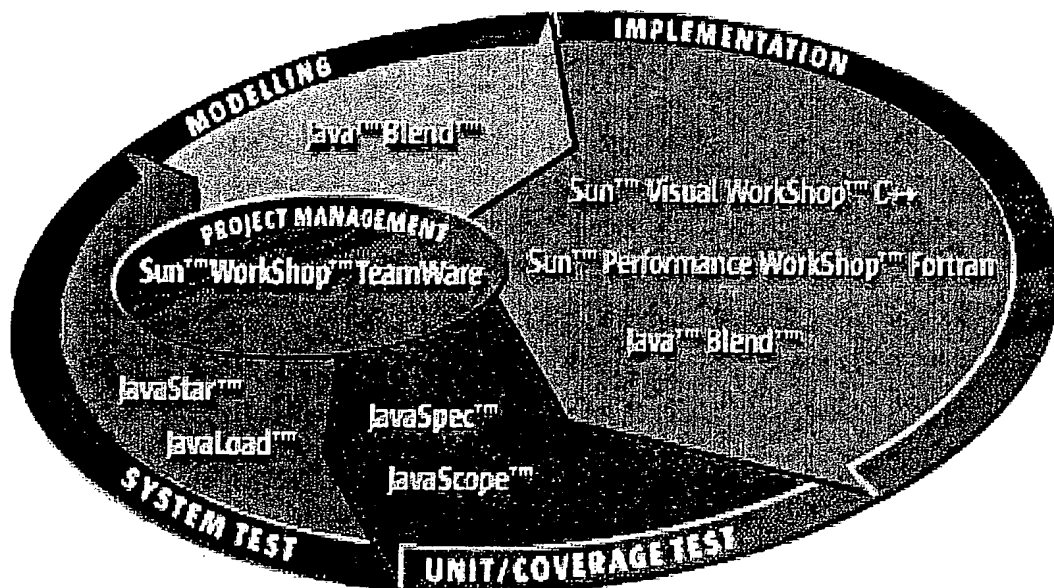 MODELLING
IMPLEMENTATION
Java™ Blend™
Sun™ Visual WorkShop™ C++
PROJECT MANAGEMENT
Sun™ WorkShop™ TeamWare
Sun™ Performance WorkShop™ Fortran
Java™ Blend™
JavaStar™
JavaLoad™
JavaSpec™
JavaScope™
SYSTEM TEST
UNIT/COVERAGE TEST